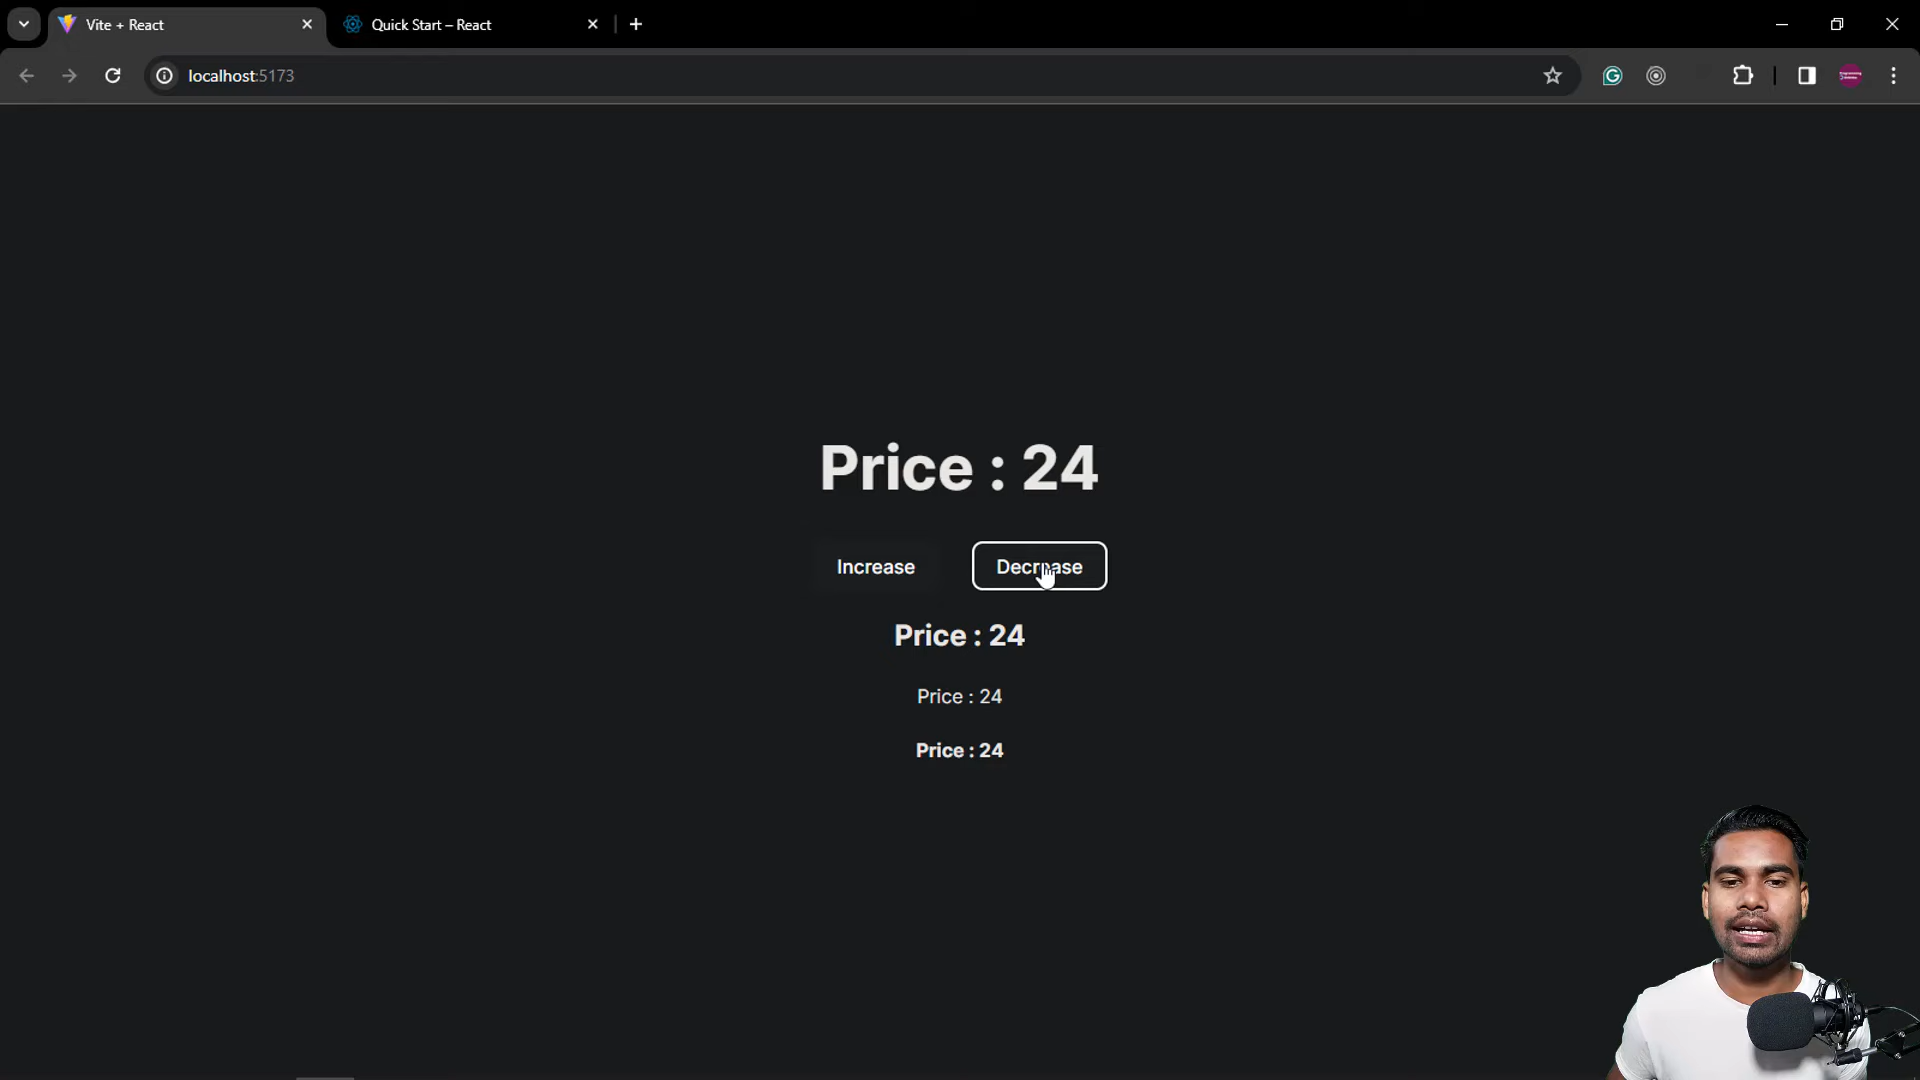 Vite + React
Quick Start – React
localhost:5173
Price : 24
Increase
Decrease
Price : 24
Price : 24
Price : 24